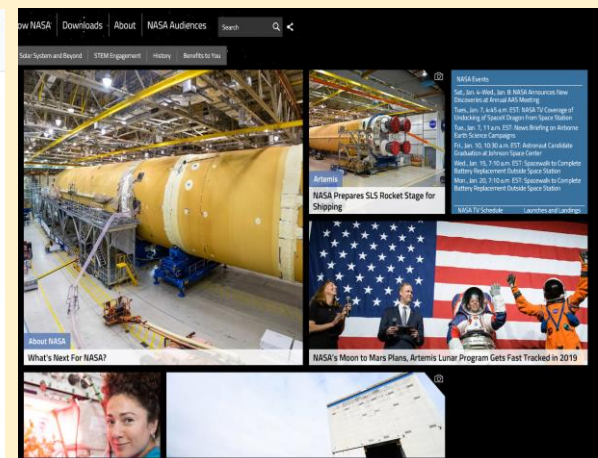 ow NASA Downloads About NASA Audiences Search
Solar System and Beyond STEM Engagement History Benefits to You
NASA Events
Sat., Jan. 4-Wed., Jan. 8: NASA Announces New
Discoveries at Annual AAS Meeting
Tues., Jan. 7, 4:45 a.m. EST: NASA TV Coverage of
Undocking of SpaceX Dragon from Space Station
Tue., Jan. 7, 11 a.m. EST: News Briefing on Airborne
Earth Science Campaigns
Fri., Jan. 10, 10:30 a.m. EST: Astronaut Candidate
Graduation at Johnson Space Center
Wed., Jan. 15, 7:10 a.m. EST: Spacewalk to Complete
Battery Replacement Outside Space Station
Mon., Jan. 20, 7:10 a.m. EST: Spacewalk to Complete
Battery Replacement Outside Space Station
NASA TV Schedule Launches and Landings
Artemis
NASA Prepares SLS Rocket Stage for
Shipping
About NASA
What's Next For NASA?
NASA's Moon to Mars Plans, Artemis Lunar Program Gets Fast Tracked in 2019